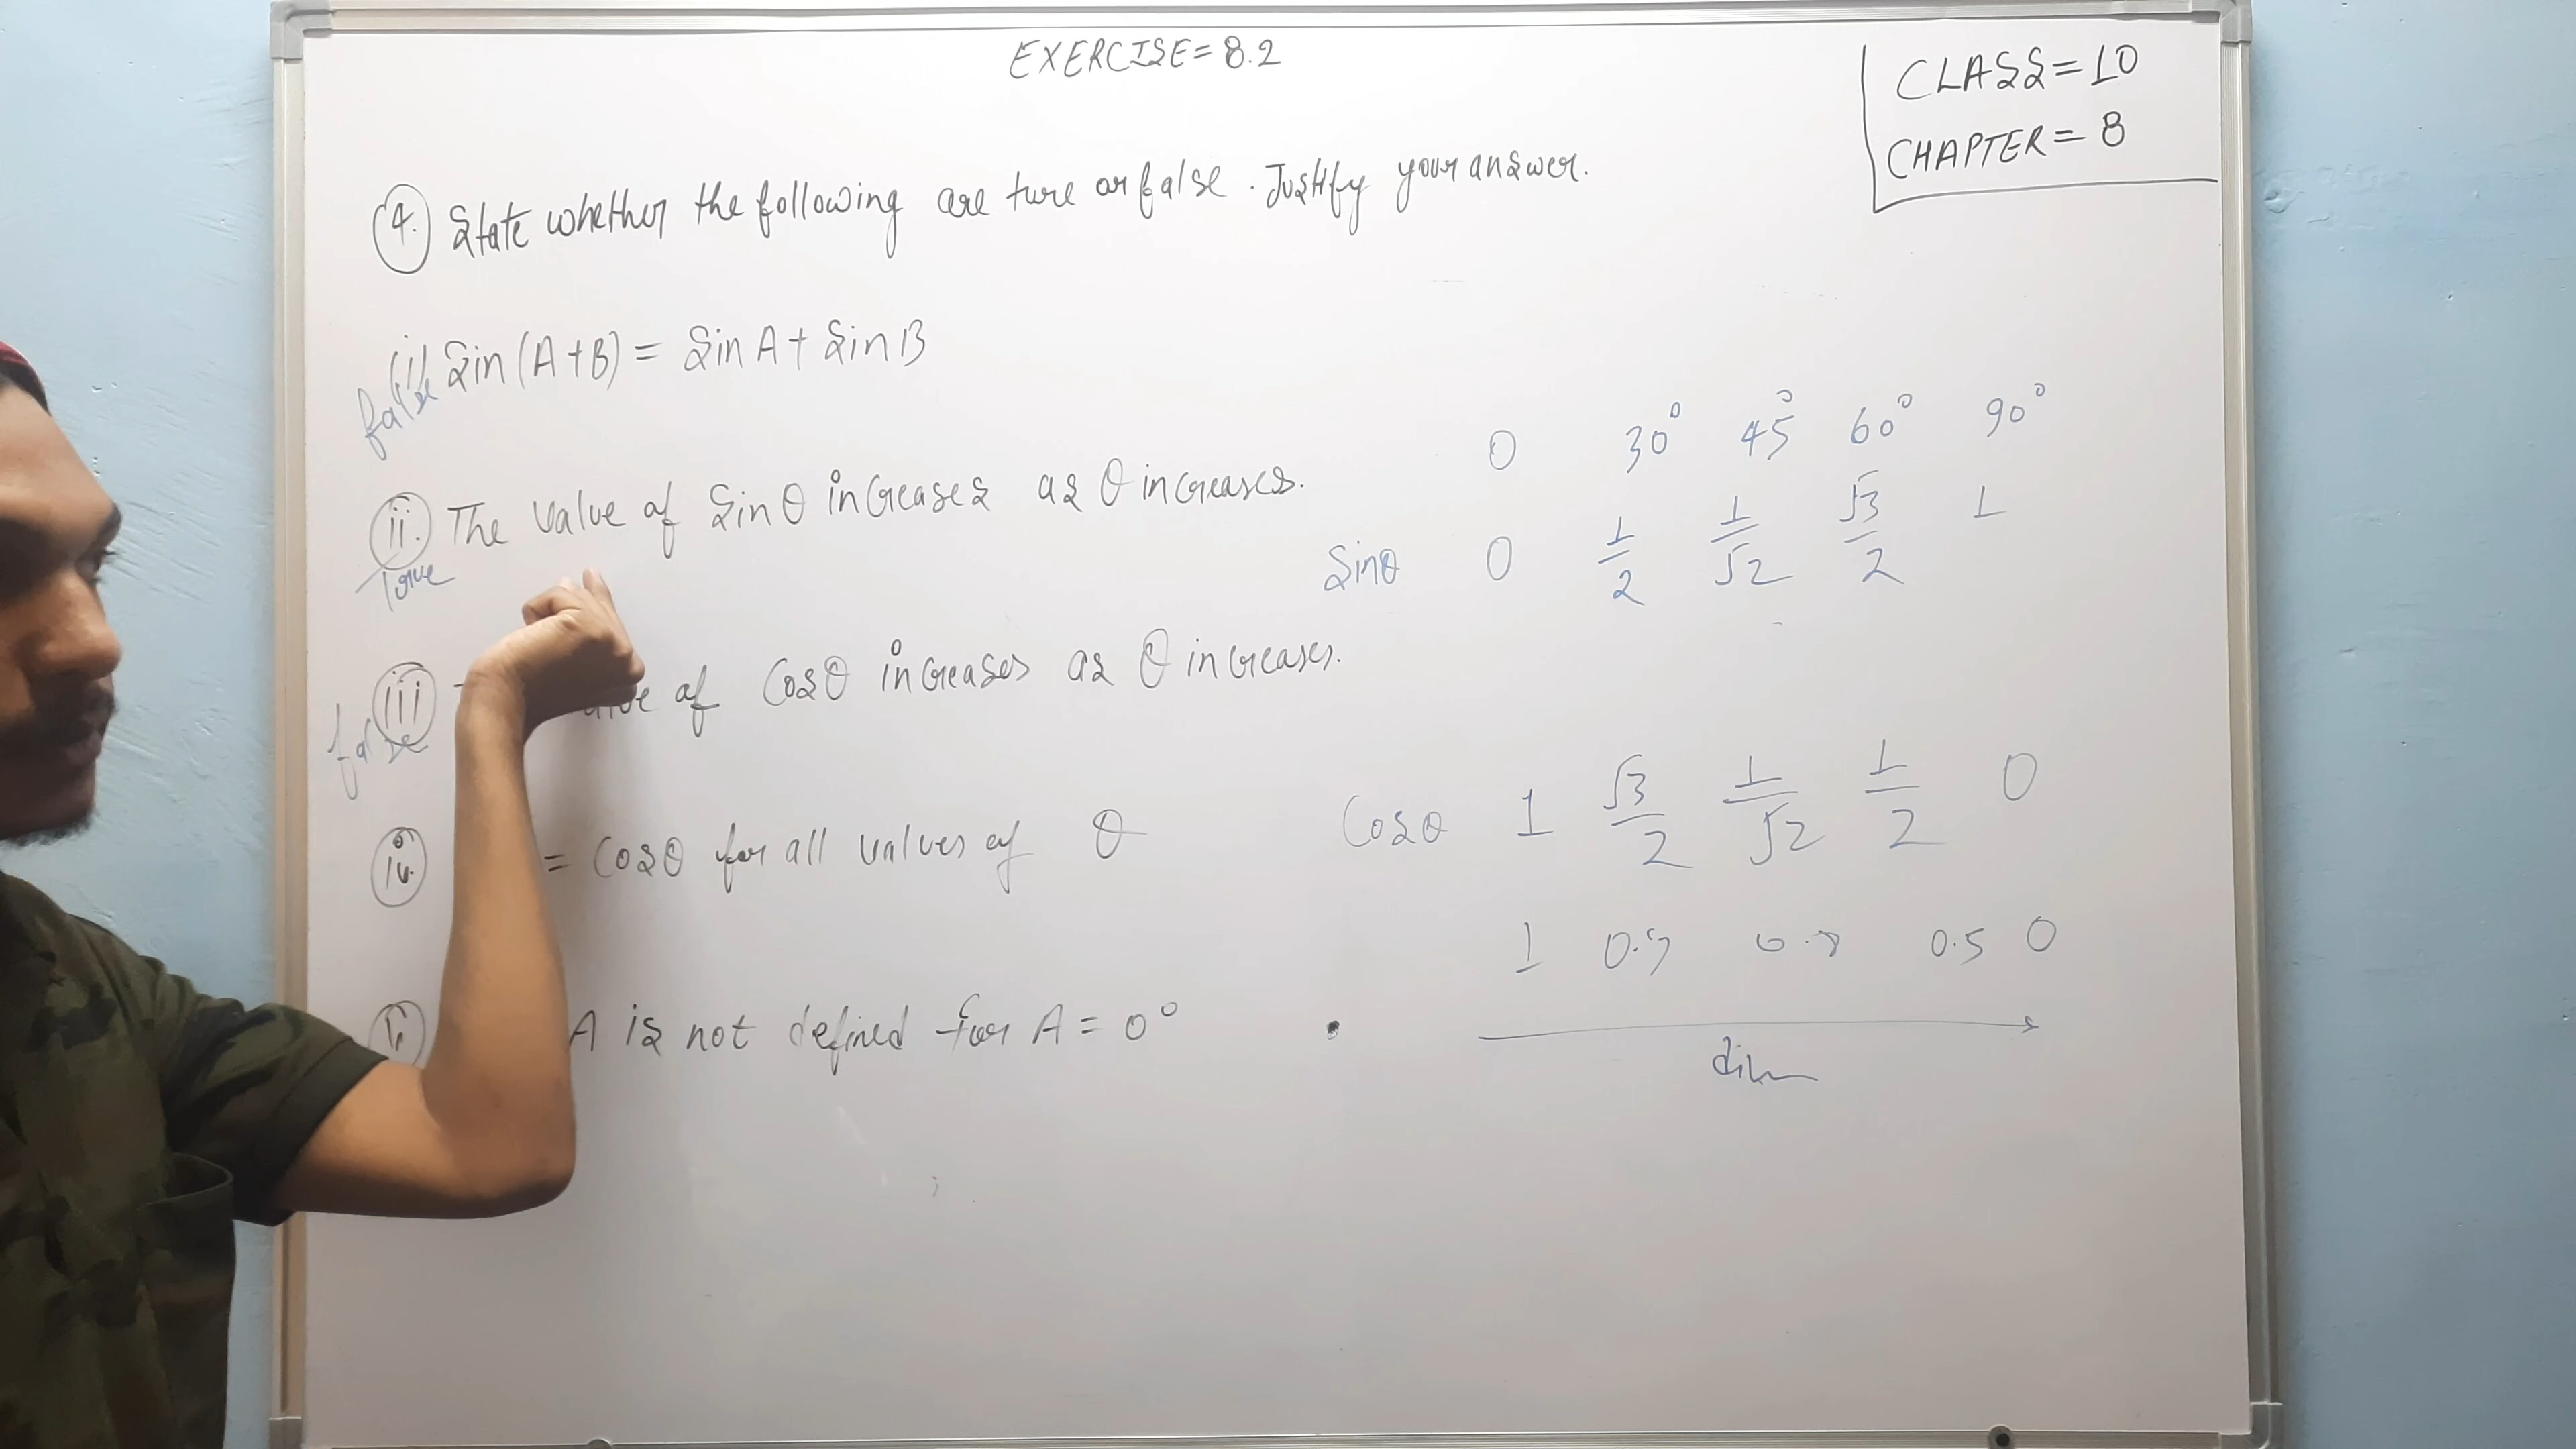 EXERCISE = 8.2
CLASS = 10
CHAPTER = 8
4. State whether the following are ture or false. Justify your answer.
(i) Sin (A+B) = Sin A + Sin B
false
ii. The value of Sin θ increases as θ increases.
True
iii of Cos θ increases as θ increases.
false
iv. = Cos θ for all values of θ
A is not defined for A = 0°
0 30° 45° 60° 90°
Sinθ 0 1/2 1/√2 √3/2 1
Cosθ 1 √3/2 1/√2 1/2 0
1 0.5 0